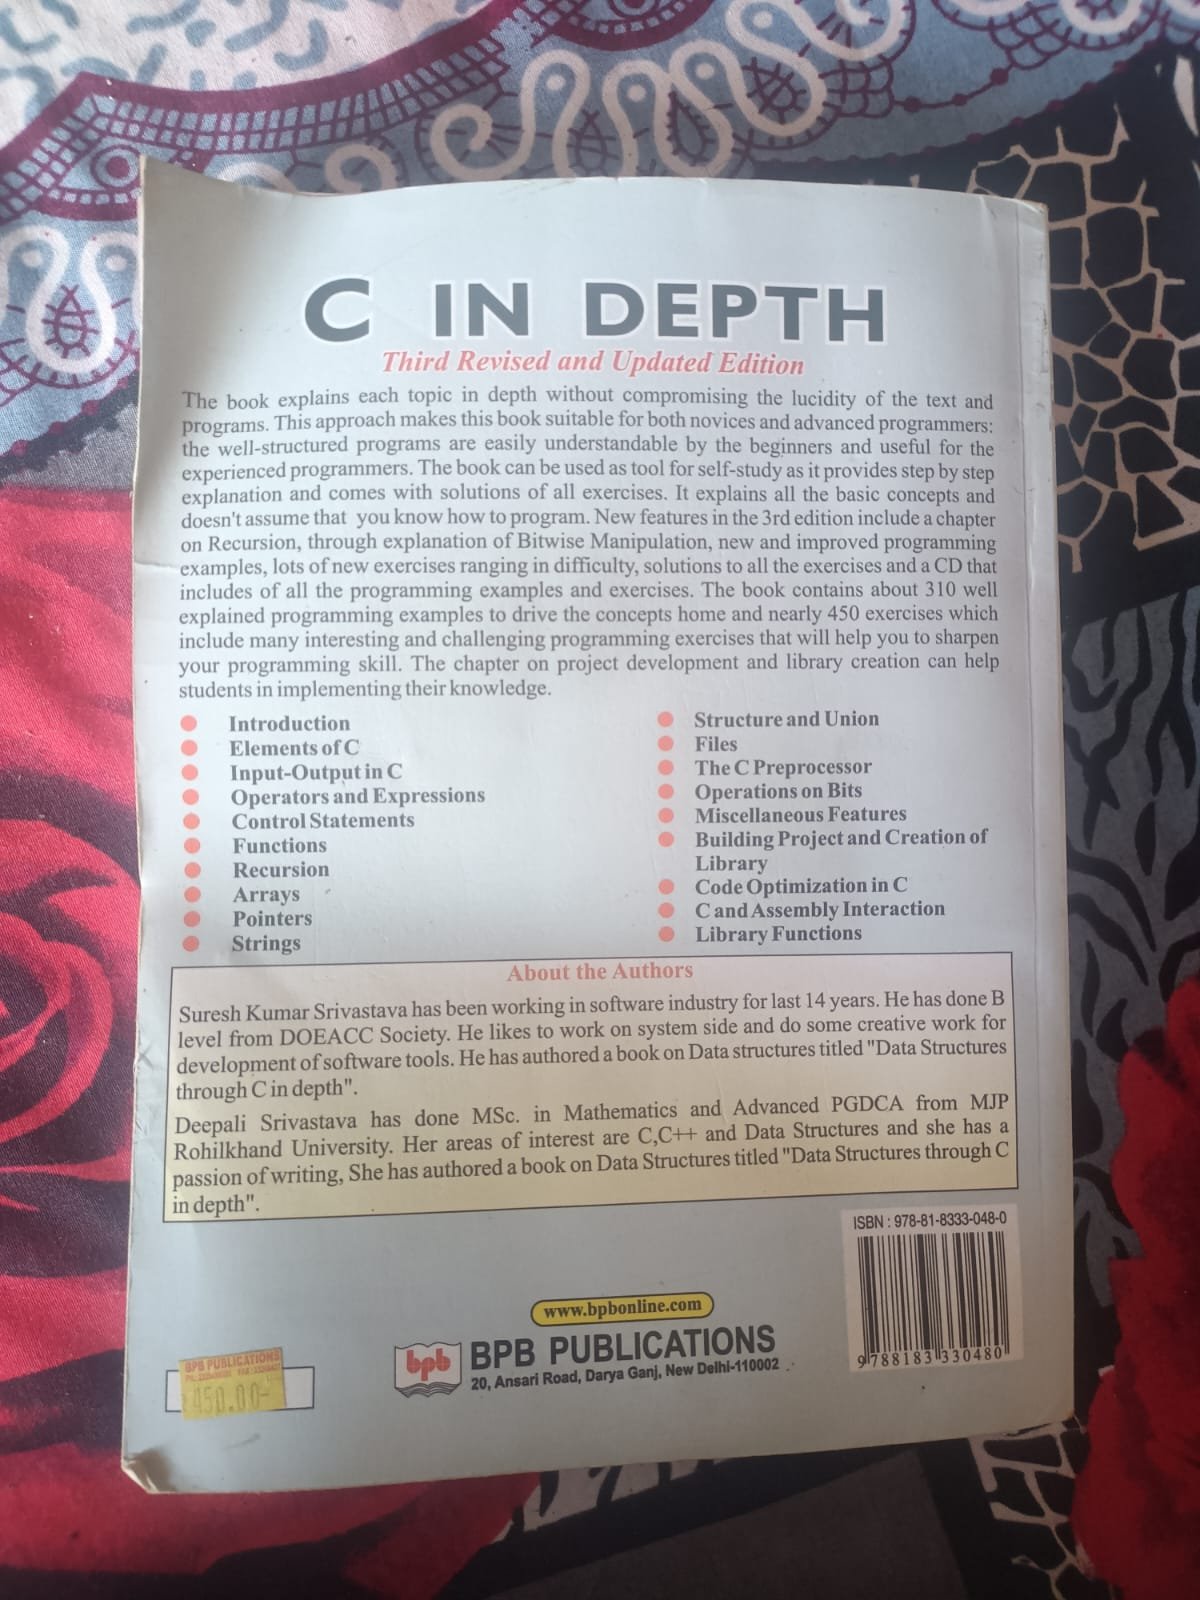 C IN DEPTH
Third Revised and Updated Edition
The book explains each topic in depth without compromising the lucidity of the text and
programs. This approach makes this book suitable for both novices and advanced programmers:
the well-structured programs are easily understandable by the beginners and useful for the
experienced programmers. The book can be used as tool for self-study as it provides step by step
explanation and comes with solutions of all exercises. It explains all the basic concepts and
doesn't assume that you know how to program. New features in the 3rd edition include a chapter
on Recursion, through explanation of Bitwise Manipulation, new and improved programming
examples, lots of new exercises ranging in difficulty, solutions to all the exercises and a CD that
includes of all the programming examples and exercises. The book contains about 310 well
explained programming examples to drive the concepts home and nearly 450 exercises which
include many interesting and challenging programming exercises that will help you to sharpen
your programming skill. The chapter on project development and library creation can help
students in implementing their knowledge.
Introduction
Elements of C
Input-Output in C
Operators and Expressions
Control Statements
Functions
Recursion
Arrays
Pointers
Strings
Structure and Union
Files
The C Preprocessor
Operations on Bits
Miscellaneous Features
Building Project and Creation of
Library
Code Optimization in C
C and Assembly Interaction
Library Functions
About the Authors
Suresh Kumar Srivastava has been working in software industry for last 14 years. He has done B
level from DOEACC Society. He likes to work on system side and do some creative work for
development of software tools. He has authored a book on Data structures titled "Data Structures
through C in depth".
Deepali Srivastava has done MSc. in Mathematics and Advanced PGDCA from MJP
Rohilkhand University. Her areas of interest are C,C++ and Data Structures and she has a
passion of writing, She has authored a book on Data Structures titled "Data Structures through C
in depth".
ISBN : 978-81-8333-048-0
9 788183 330480
www.bpbonline.com
bpb BPB PUBLICATIONS
20, Ansari Road, Darya Ganj, New Delhi-110002
BPB PUBLICATIONS
450.00